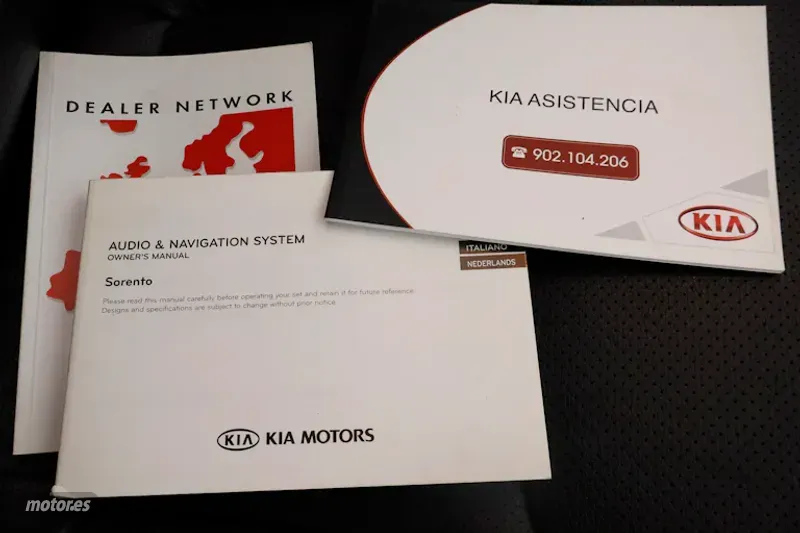 DEALER NETWORK
KIA ASISTENCIA
☎ 902.104.206
KIA
AUDIO & NAVIGATION SYSTEM
OWNER'S MANUAL
Sorento
Please read this manual carefully before operating your set and retain it for future reference.
Designs and specifications are subject to change without prior notice.
ITALIANO
NEDERLANDS
KIA KIA MOTORS
motor.es